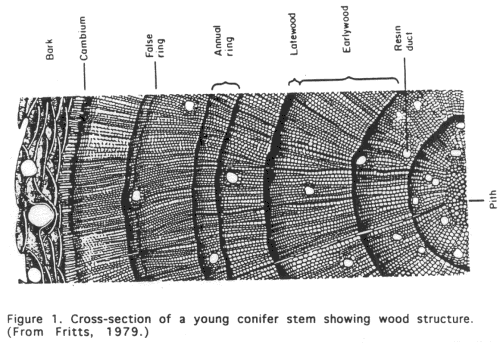 Bark
Cambium
False
ring
Annual
ring
Latewood
Earlywood
Resin
duct
Pith
Figure 1. Cross-section of a young conifer stem showing wood structure.
(From Fritts, 1979.)